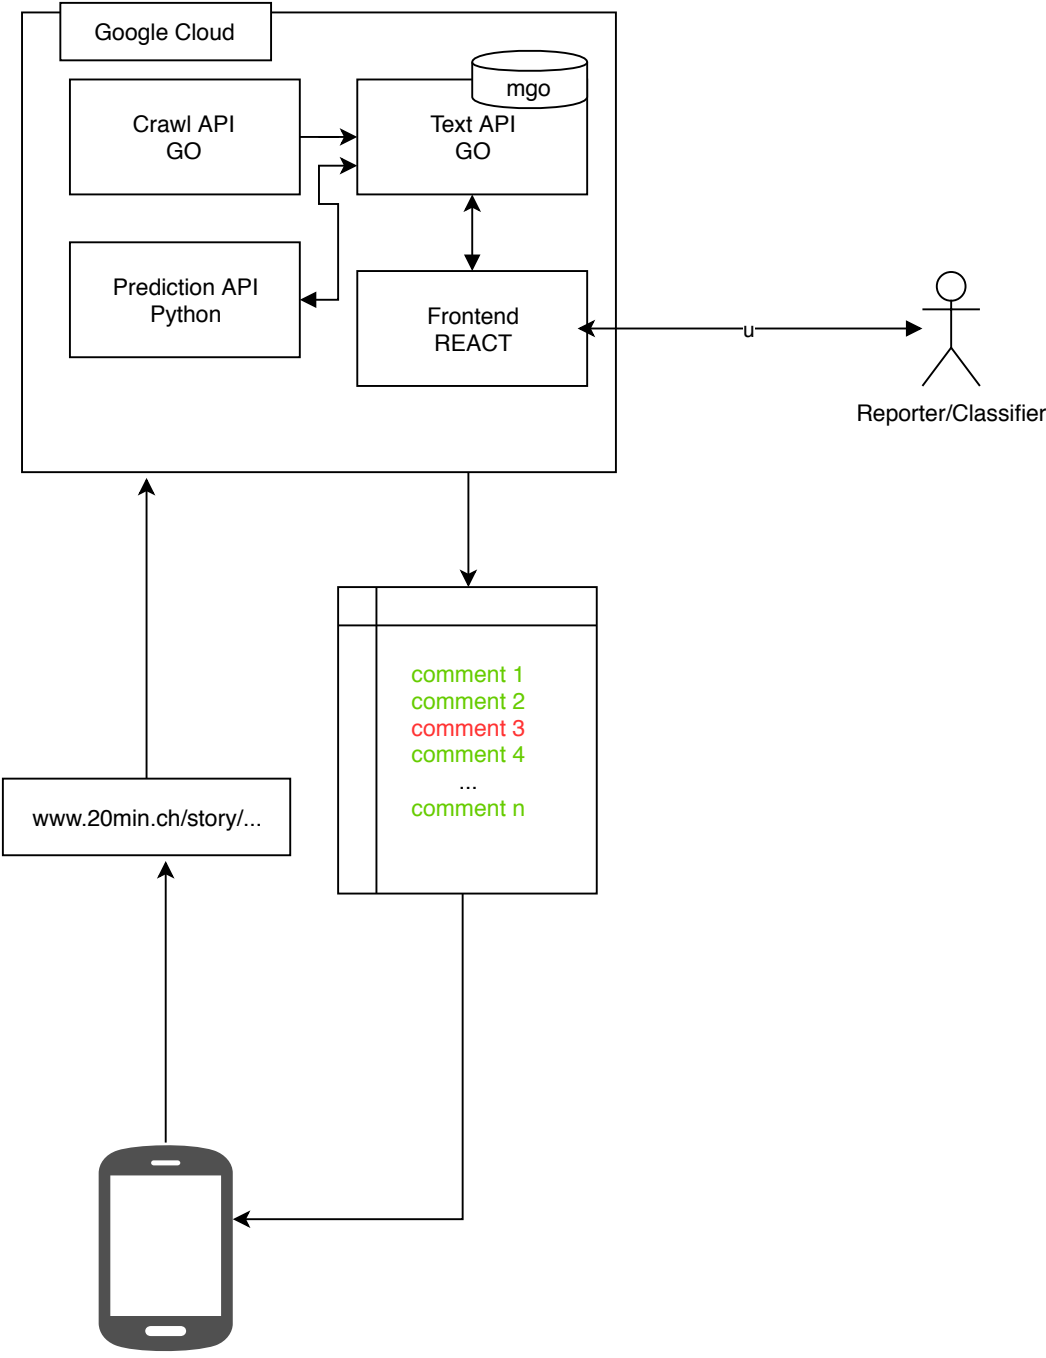 Google Cloud
mgo
Crawl API
GO
Text API
GO
Prediction API
Python
Frontend
REACT
u
Reporter/Classifier
comment 1
comment 2
comment 3
comment 4
...
comment n
www.20min.ch/story/...